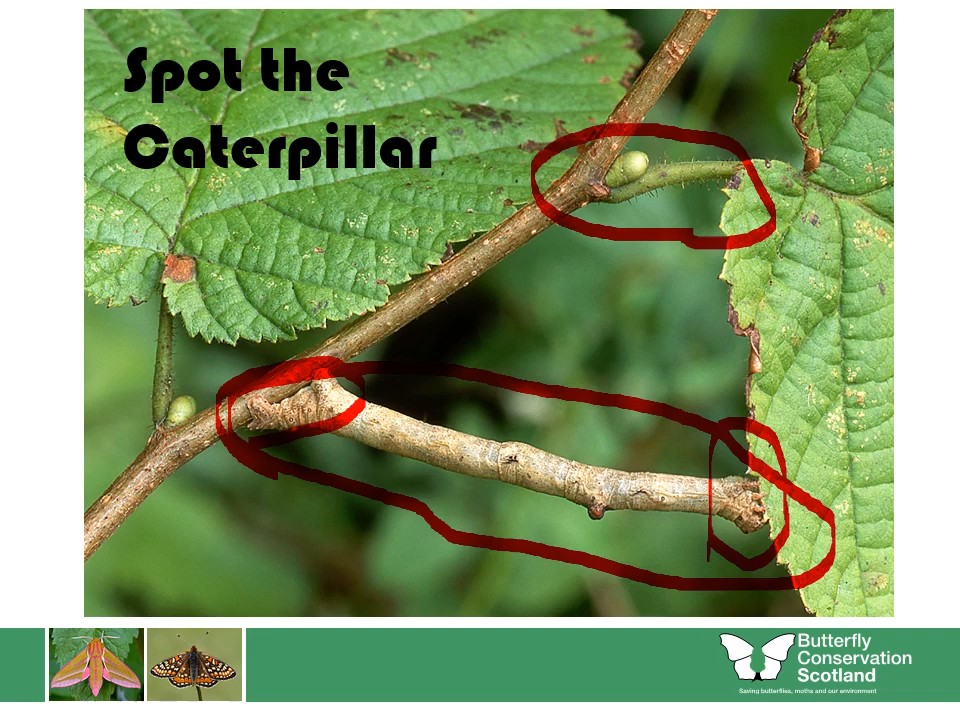 Spot the
Caterpillar
Butterfly
Conservation
Scotland
Saving butterflies, moths and our environment